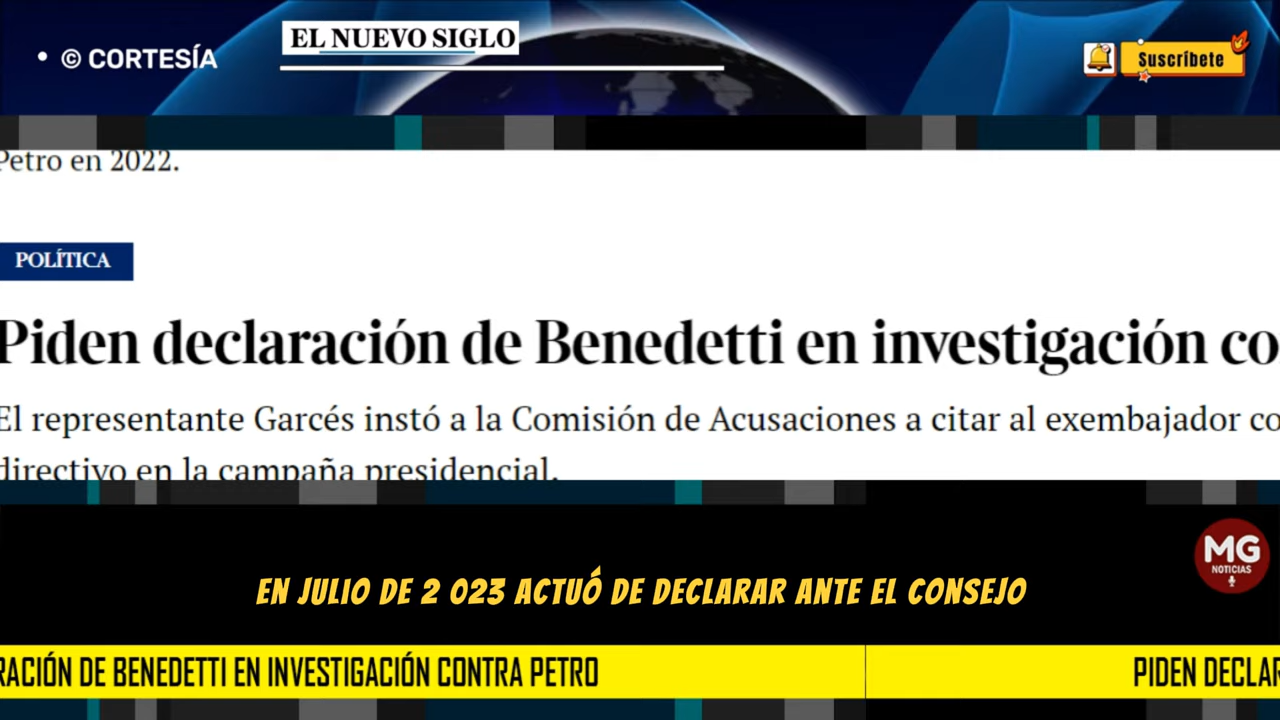 • © CORTESÍA
EL NUEVO SIGLO
Suscríbete
Petro en 2022.
POLÍTICA
Piden declaración de Benedetti en investigación co
El representante Garcés instó a la Comisión de Acusaciones a citar al exembajador co
directivo en la campaña presidencial.
MG
NOTICIAS
EN JULIO DE 2 023 ACTUÓ DE DECLARAR ANTE EL CONSEJO
RACIÓN DE BENEDETTI EN INVESTIGACIÓN CONTRA PETRO
PIDEN DECLAR